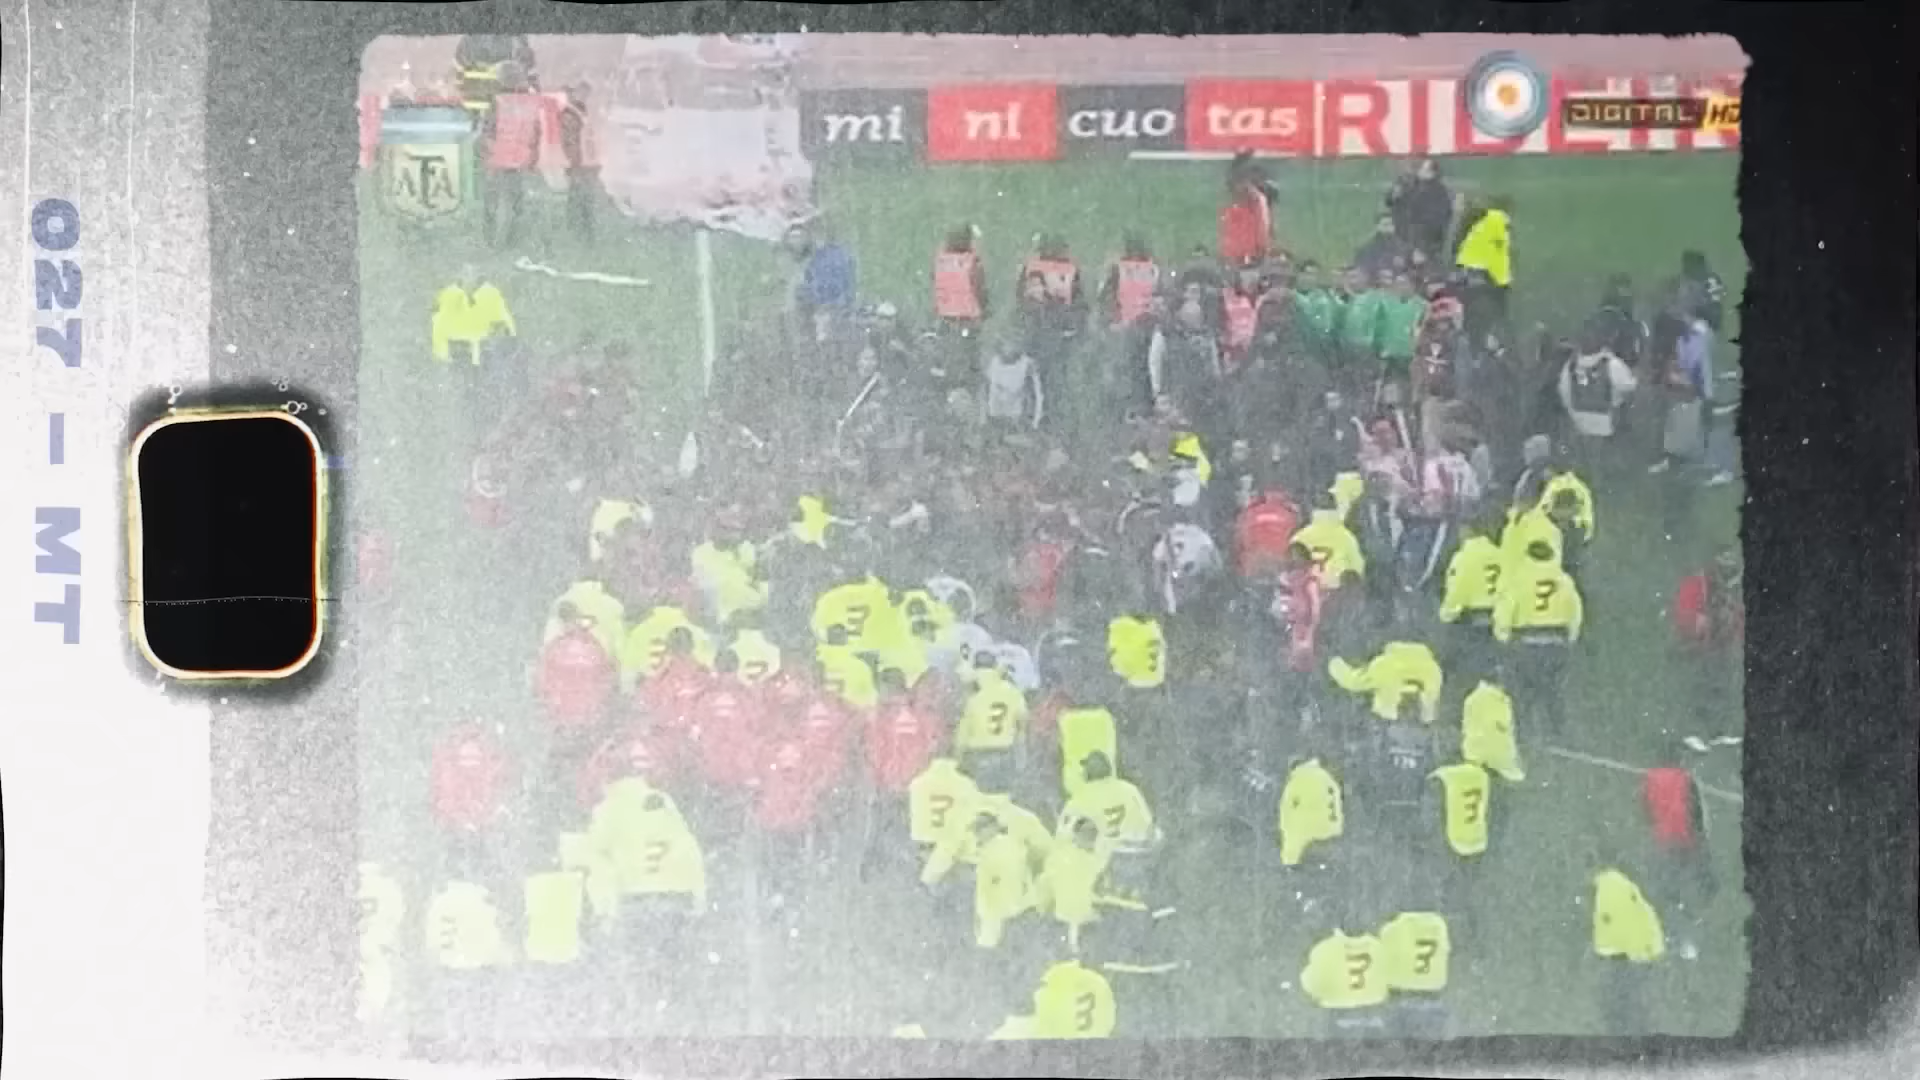 mi ni cuo tas
DIGITAL HD
AFA
027 — MT